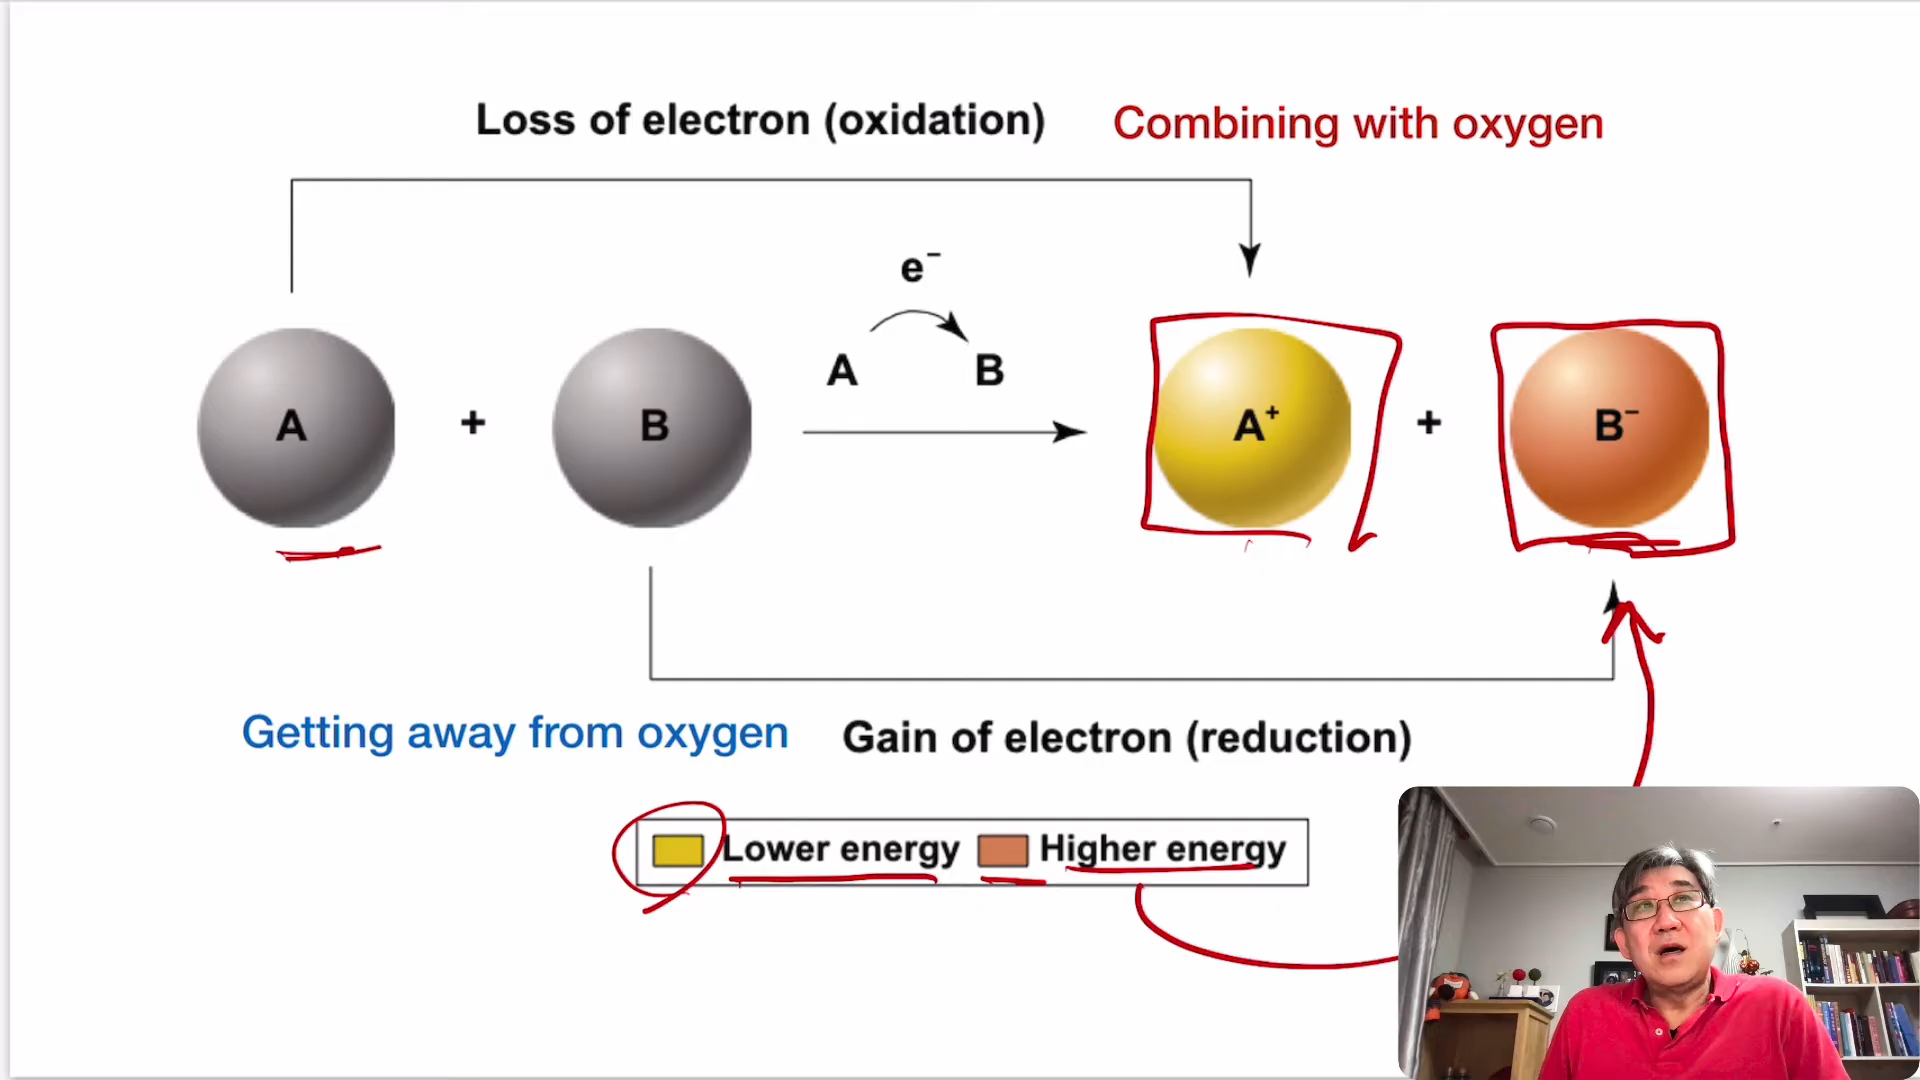 Loss of electron (oxidation) Combining with oxygen
e⁻
A B
A + B A⁺ + B⁻
Getting away from oxygen Gain of electron (reduction)
Lower energy Higher energy